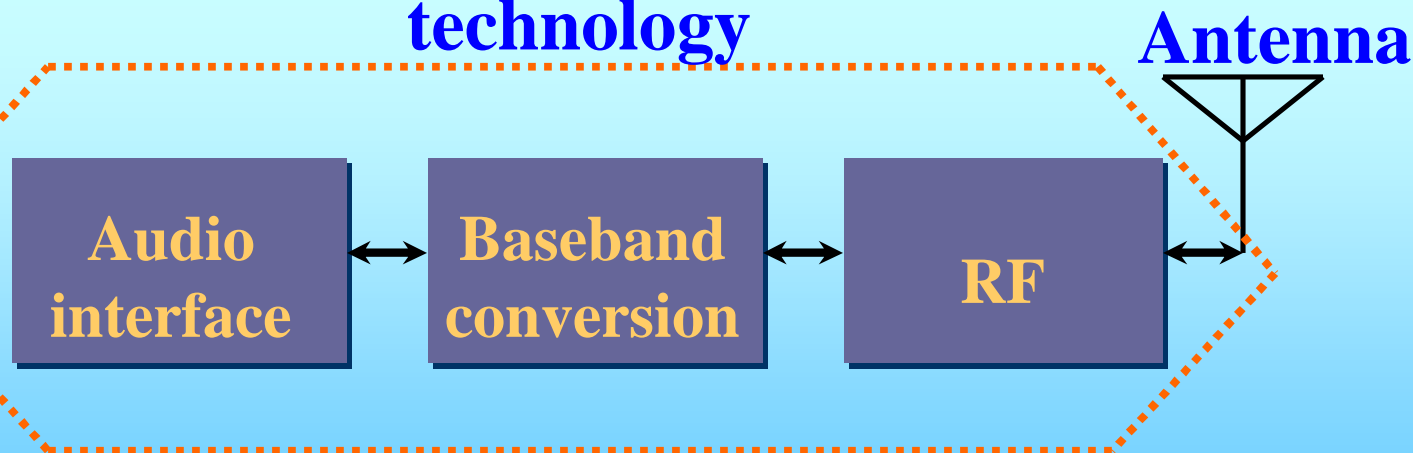 technology
Antenna
Audio
interface
Baseband
conversion
RF